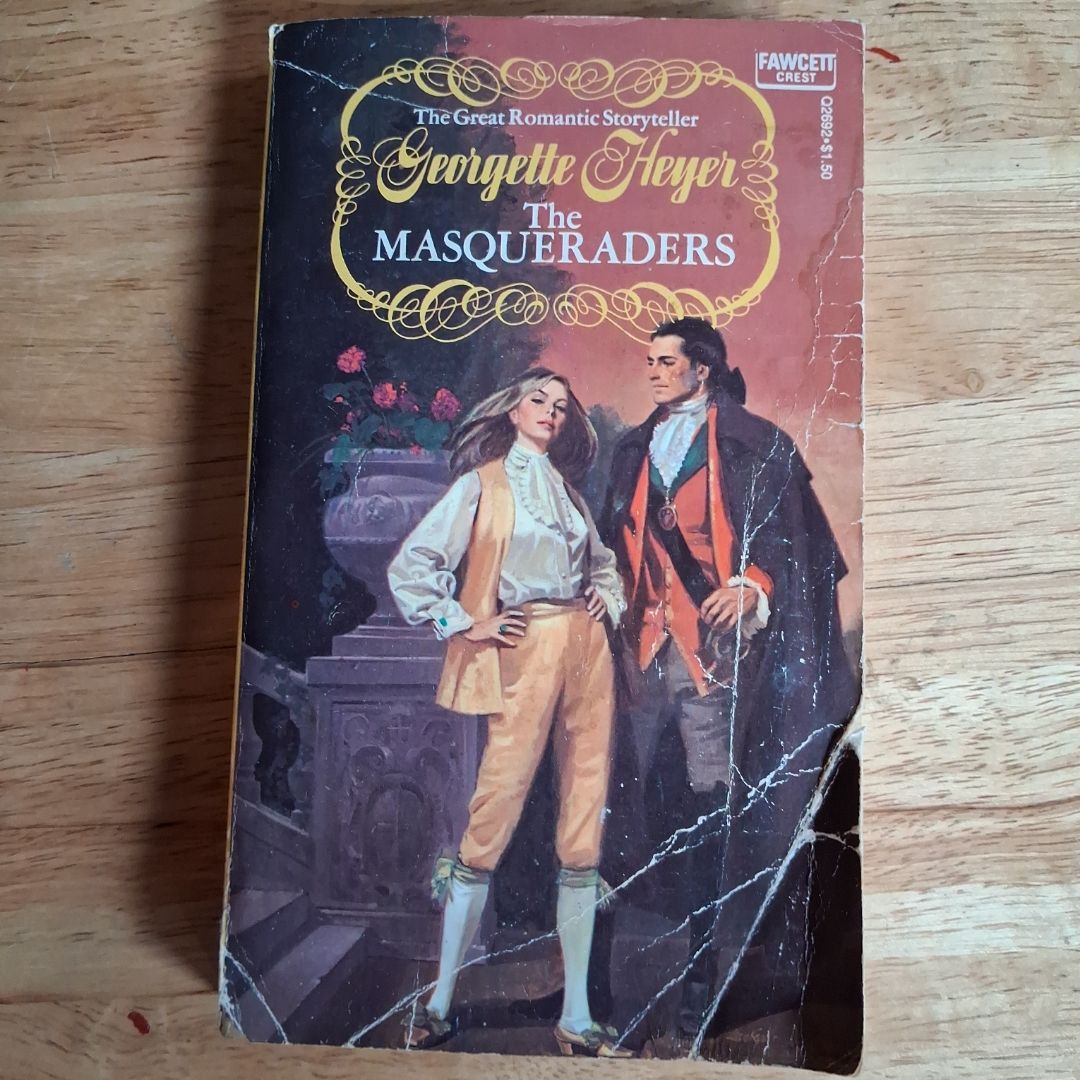 FAWCETT
CREST
Q2692•$1.50
The Great Romantic Storyteller
Georgette Heyer
The
MASQUERADERS